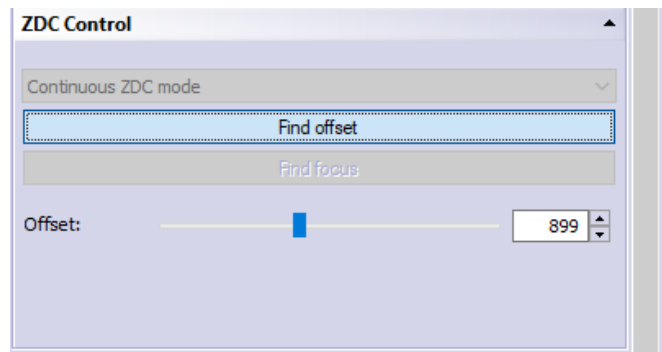 ZDC Control
Continuous ZDC mode
Find offset
Find focus
Offset: 899